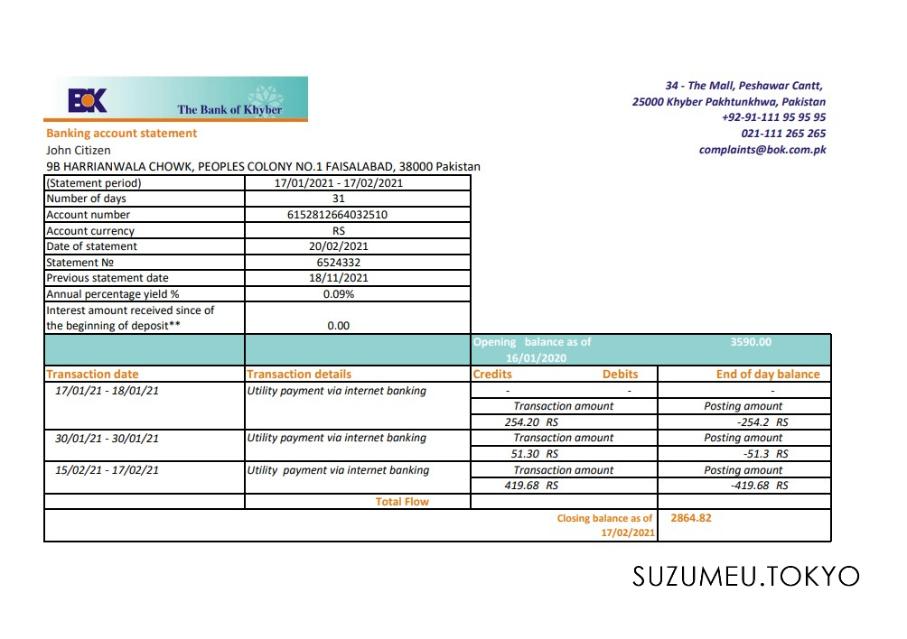 BOK
The Bank of Khyber
34 - The Mall, Peshawar Cantt,
25000 Khyber Pakhtunkhwa, Pakistan
+92-91-111 95 95 95
021-111 265 265
complaints@bok.com.pk
Banking account statement
John Citizen
9B HARRIANWALA CHOWK, PEOPLES COLONY NO.1 FAISALABAD, 38000 Pakistan
(Statement period) 17/01/2021 - 17/02/2021
Number of days 31
Account number 6152812664032510
Account currency RS
Date of statement 20/02/2021
Statement № 6524332
Previous statement date 18/11/2021
Annual percentage yield % 0.09%
Interest amount received since of
the beginning of deposit** 0.00
Opening balance as of 3590.00
16/01/2020
Transaction date Transaction details Credits Debits End of day balance
17/01/21 - 18/01/21 Utility payment via internet banking - - -
Transaction amount Posting amount
254.20 RS -254.2 RS
30/01/21 - 30/01/21 Utility payment via internet banking Transaction amount Posting amount
51.30 RS -51.3 RS
15/02/21 - 17/02/21 Utility payment via internet banking Transaction amount Posting amount
419.68 RS -419.68 RS
Total Flow
Closing balance as of 2864.82
17/02/2021
SUZUMEU.TOKYO